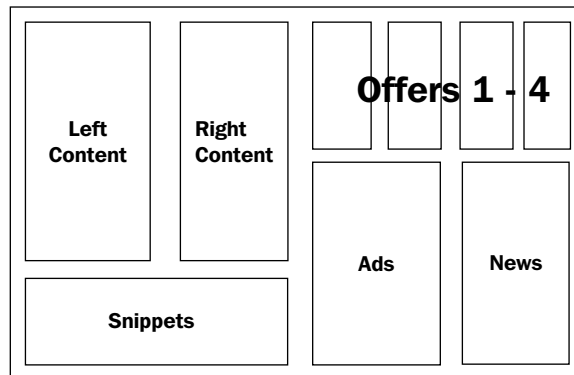 Left
Content
Right
Content
Offers 1 - 4
Ads
News
Snippets